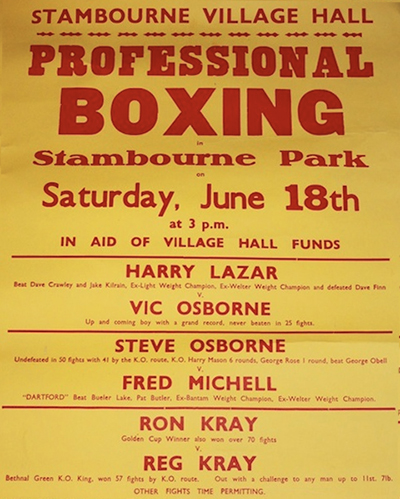 STAMBOURNE VILLAGE HALL
PROFESSIONAL
BOXING
in
Stambourne Park
on
Saturday, June 18th
at 3 p.m.
IN AID OF VILLAGE HALL FUNDS
HARRY LAZAR
Beat Dave Crawley and Jake Kilrain, Ex-Light Weight Champion, Ex-Welter Weight Champion and defeated Dave Finn
V.
VIC OSBORNE
Up and coming boy with a grand record, never beaten in 25 fights.
STEVE OSBORNE
Undefeated in 50 fights with 41 by the K.O. route, K.O. Harry Mason 6 rounds, George Rose 1 round, beat George Obell.
V.
FRED MICHELL
"DARTFORD" Beat Bueler Lake, Pat Butler, Ex-Bantam Weight Champion, Ex-Welter Weight Champion.
RON KRAY
Golden Cup Winner also won over 70 fights
V.
REG KRAY
Bethnal Green K.O. King, won 57 fights by K.O. route. Out with a challenge to any man up to 11st. 7lb.
OTHER FIGHTS TIME PERMITTING.